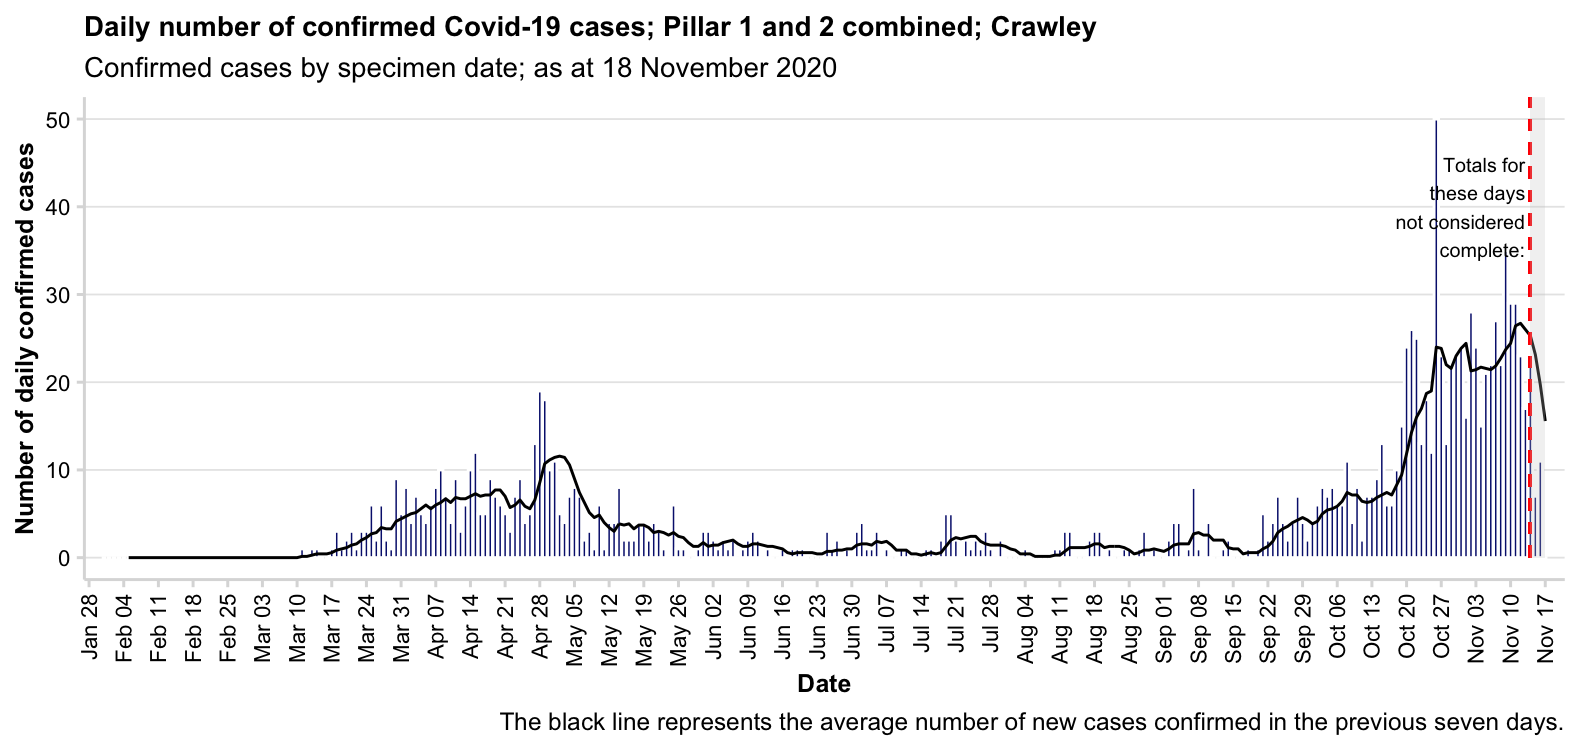 Daily number of confirmed Covid-19 cases; Pillar 1 and 2 combined; Crawley
Confirmed cases by specimen date; as at 18 November 2020
Number of daily confirmed cases
50
40
30
20
10
0
Totals for
these days
not considered
complete:
Jan 28
Feb 04
Feb 11
Feb 18
Feb 25
Mar 03
Mar 10
Mar 17
Mar 24
Mar 31
Apr 07
Apr 14
Apr 21
Apr 28
May 05
May 12
May 19
May 26
Jun 02
Jun 09
Jun 16
Jun 23
Jun 30
Jul 07
Jul 14
Jul 21
Jul 28
Aug 04
Aug 11
Aug 18
Aug 25
Sep 01
Sep 08
Sep 15
Sep 22
Sep 29
Oct 06
Oct 13
Oct 20
Oct 27
Nov 03
Nov 10
Nov 17
Date
The black line represents the average number of new cases confirmed in the previous seven days.